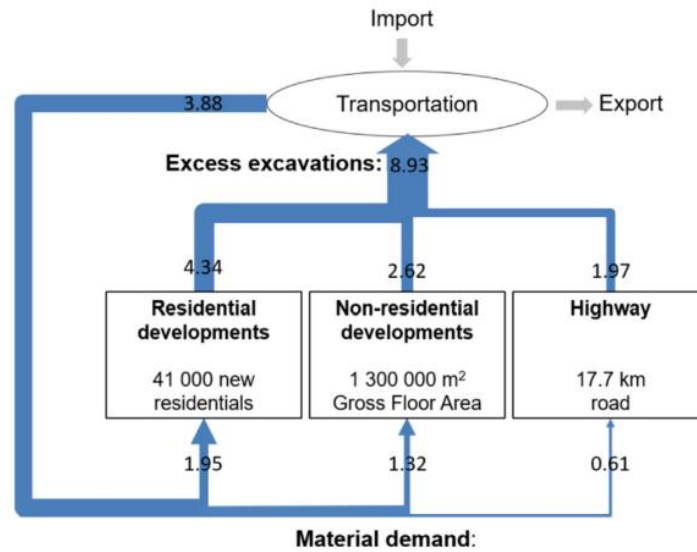 Import
3.88
Transportation
Export
Excess excavations: 8.93
4.34
2.62
1.97
Residential
developments
41 000 new
residentials
Non-residential
developments
1 300 000 m²
Gross Floor Area
Highway
17.7 km
road
1.95
1.32
0.61
Material demand: